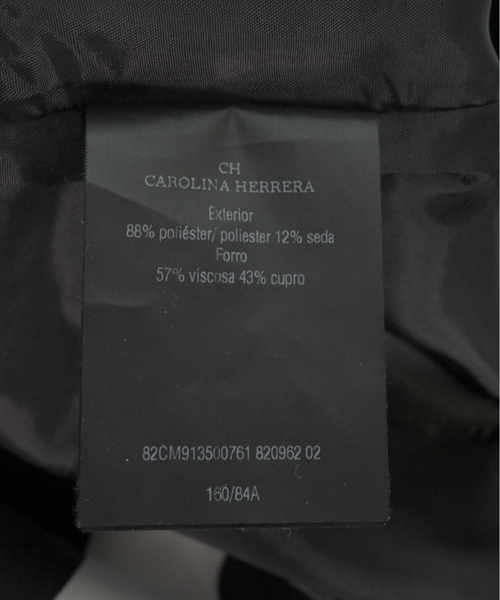 CH
CAROLINA HERRERA
Exterior
88% poliéster/ poliester 12% seda
Forro
57% viscosa 43% cupro
82CM913500761 820962 02
160/84A